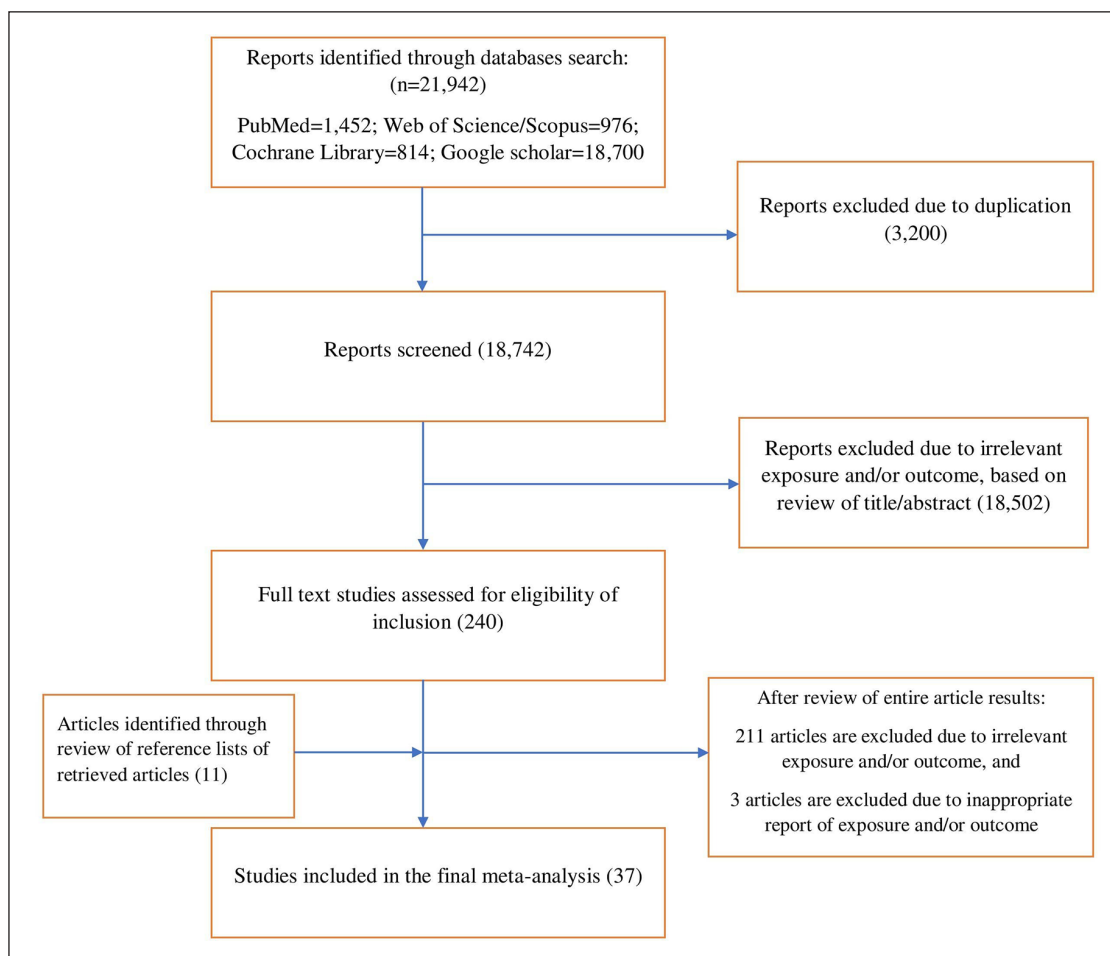 Reports identified through databases search:
(n=21,942)
PubMed=1,452; Web of Science/Scopus=976;
Cochrane Library=814; Google scholar=18,700
Reports excluded due to duplication
(3,200)
Reports screened (18,742)
Reports excluded due to irrelevant
exposure and/or outcome, based on
review of title/abstract (18,502)
Full text studies assessed for eligibility of
inclusion (240)
Articles identified through
review of reference lists of
retrieved articles (11)
After review of entire article results:
211 articles are excluded due to irrelevant
exposure and/or outcome, and
3 articles are excluded due to inappropriate
report of exposure and/or outcome
Studies included in the final meta-analysis (37)